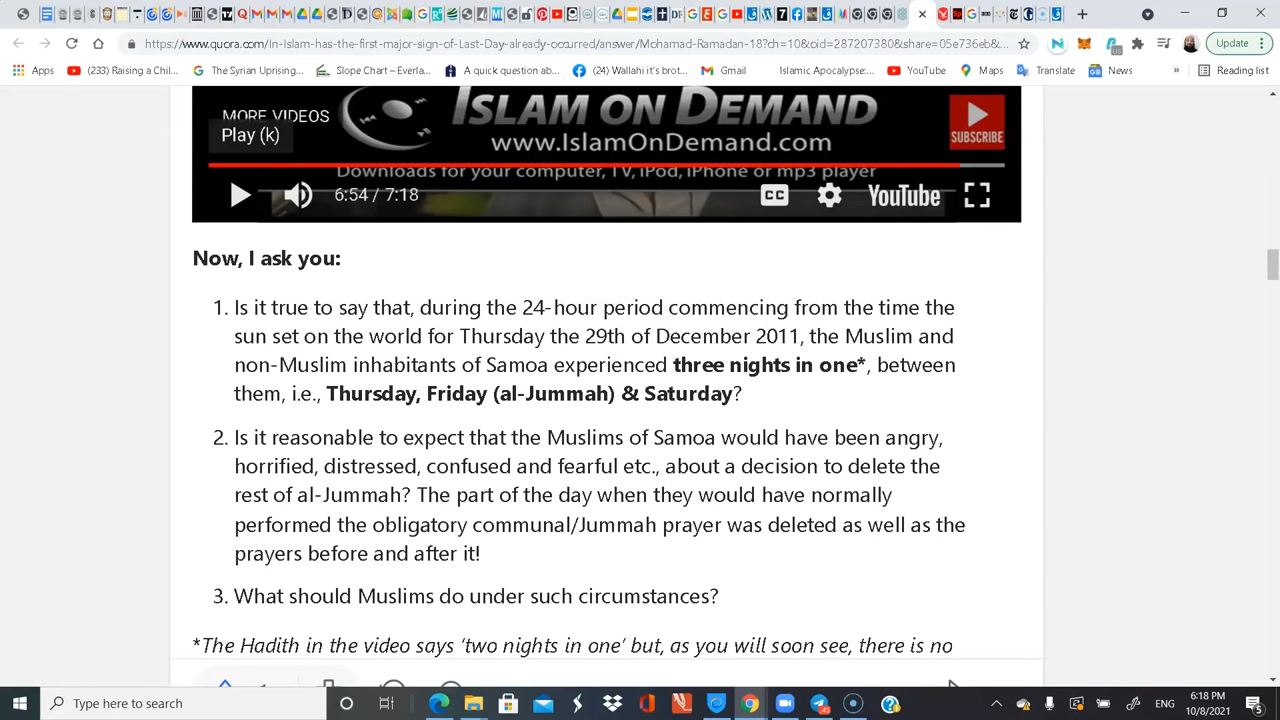 https://www.quora.com/In-Islam-has-the-first-major-sign-of-Last-Day-already-occurred/answer/Mohamed-Ramadan-18?ch=10&oid=287207380&share=05e736eb&...
Update
Apps
(233) Raising a Chil...
The Syrian Uprising...
Slope Chart – Everla...
A quick question ab...
(24) Wallahi it's brot...
Gmail
Islamic Apocalypse:...
YouTube
Maps
Translate
News
»
Reading list
MORE VIDEOS
Play (k)
ISLAM ON DEMAND
www.IslamOnDemand.com
SUBSCRIBE
Downloads for your computer, TV, iPod, iPhone or mp3 player
6:54 / 7:18
CC
YouTube
Now, I ask you:
1. Is it true to say that, during the 24-hour period commencing from the time the
sun set on the world for Thursday the 29th of December 2011, the Muslim and
non-Muslim inhabitants of Samoa experienced three nights in one*, between
them, i.e., Thursday, Friday (al-Jummah) & Saturday?
2. Is it reasonable to expect that the Muslims of Samoa would have been angry,
horrified, distressed, confused and fearful etc., about a decision to delete the
rest of al-Jummah? The part of the day when they would have normally
performed the obligatory communal/Jummah prayer was deleted as well as the
prayers before and after it!
3. What should Muslims do under such circumstances?
*The Hadith in the video says 'two nights in one' but, as you will soon see, there is no
Type here to search
ENG
6:18 PM
10/8/2021
5